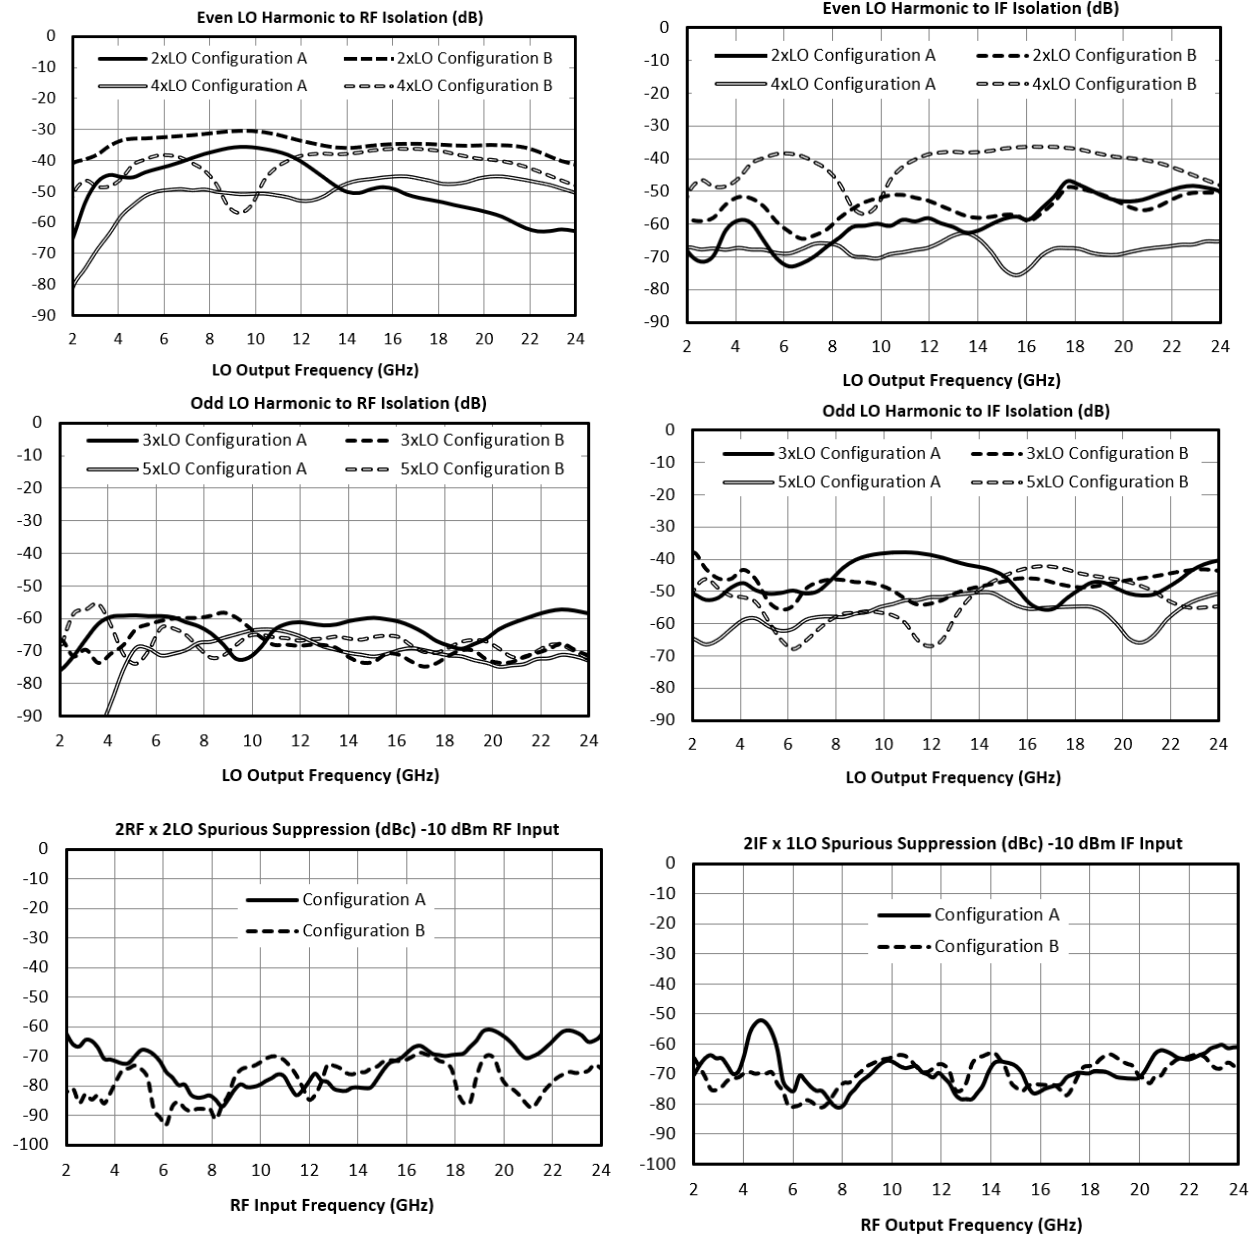 Even LO Harmonic to RF Isolation (dB)
0
-10
-20
-30
-40
-50
-60
-70
-80
-90
2xLO Configuration A
2xLO Configuration B
4xLO Configuration A
4xLO Configuration B
2 4 6 8 10 12 14 16 18 20 22 24
LO Output Frequency (GHz)
Even LO Harmonic to IF Isolation (dB)
0
-10
-20
-30
-40
-50
-60
-70
-80
-90
2xLO Configuration A
2xLO Configuration B
4xLO Configuration A
4xLO Configuration B
2 4 6 8 10 12 14 16 18 20 22 24
LO Output Frequency (GHz)
Odd LO Harmonic to RF Isolation (dB)
0
-10
-20
-30
-40
-50
-60
-70
-80
-90
3xLO Configuration A
3xLO Configuration B
5xLO Configuration A
5xLO Configuration B
2 4 6 8 10 12 14 16 18 20 22 24
LO Output Frequency (GHz)
Odd LO Harmonic to IF Isolation (dB)
0
-10
-20
-30
-40
-50
-60
-70
-80
-90
3xLO Configuration A
3xLO Configuration B
5xLO Configuration A
5xLO Configuration B
2 4 6 8 10 12 14 16 18 20 22 24
LO Output Frequency (GHz)
2RF x 2LO Spurious Suppression (dBc) -10 dBm RF Input
0
-10
-20
-30
-40
-50
-60
-70
-80
-90
-100
Configuration A
Configuration B
2 4 6 8 10 12 14 16 18 20 22 24
RF Input Frequency (GHz)
2IF x 1LO Spurious Suppression (dBc) -10 dBm IF Input
0
-10
-20
-30
-40
-50
-60
-70
-80
-90
-100
Configuration A
Configuration B
2 4 6 8 10 12 14 16 18 20 22 24
RF Output Frequency (GHz)